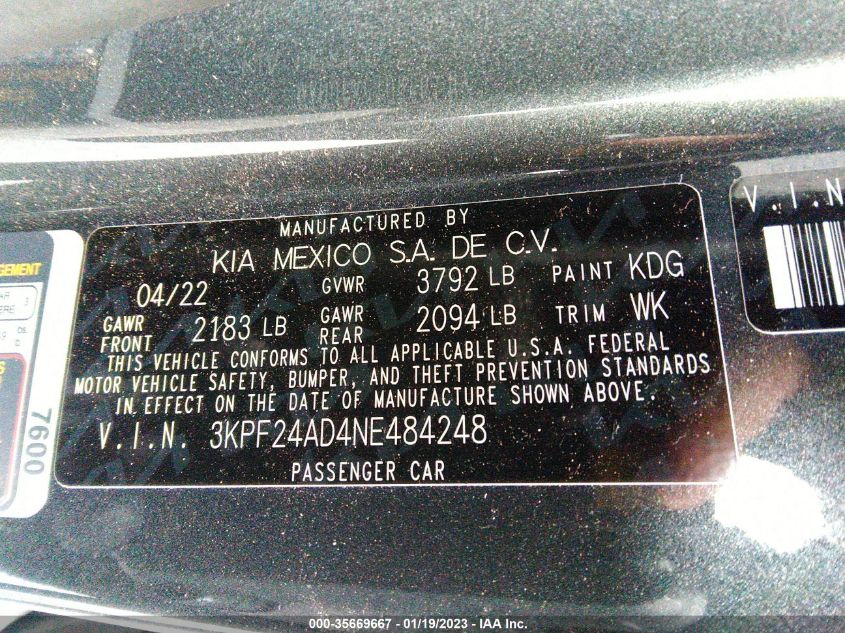 MANUFACTURED BY
KIA MEXICO S.A. DE C.V.
04/22 GVWR 3792 LB PAINT KDG
GAWR FRONT 2183 LB GAWR REAR 2094 LB TRIM WK
THIS VEHICLE CONFORMS TO ALL APPLICABLE U.S.A. FEDERAL
MOTOR VEHICLE SAFETY, BUMPER, AND THEFT PREVENTION STANDARDS
IN EFFECT ON THE DATE OF MANUFACTURE SHOWN ABOVE.
V.I.N. 3KPF24AD4NE484248
PASSENGER CAR
V.I.N
7600
000-35669667 - 01/19/2023 - IAA Inc.